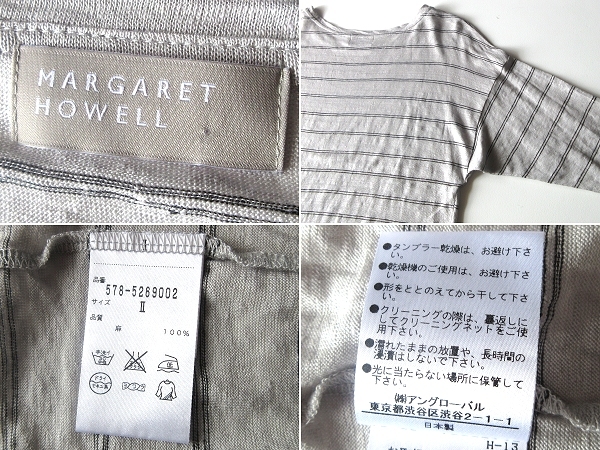 MARGARET
HOWELL
品番
578-5269002
サイズ
II
品質
麻 100%
●タンブラー乾燥は、お避け下さ
い。
●乾燥機のご使用は、お避け下さ
い。
●形をととのえてから干して下さ
い。
●クリーニングの際は、裏返しに
してクリーニングネットをご使
用下さい。
●濡れたままの放置や、長時間の
浸漬はしないで下さい。
●光に当たらない場所に保管して
下さい。
㈱アングローバル
東京都渋谷区渋谷2-1-1
日本製
H-13